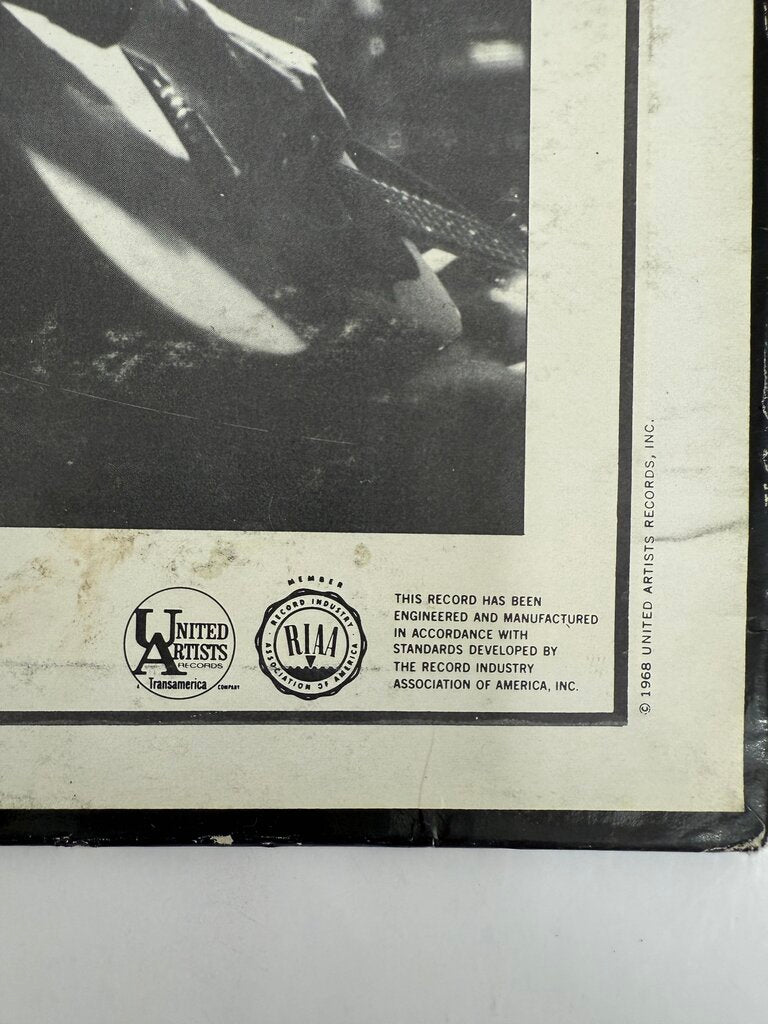 UNITED
ARTISTS
RECORDS
A Transamerica COMPANY
MEMBER
RECORD INDUSTRY
RIAA
ASSOCIATION OF AMERICA
THIS RECORD HAS BEEN
ENGINEERED AND MANUFACTURED
IN ACCORDANCE WITH
STANDARDS DEVELOPED BY
THE RECORD INDUSTRY
ASSOCIATION OF AMERICA, INC.
© 1968 UNITED ARTISTS RECORDS, INC.